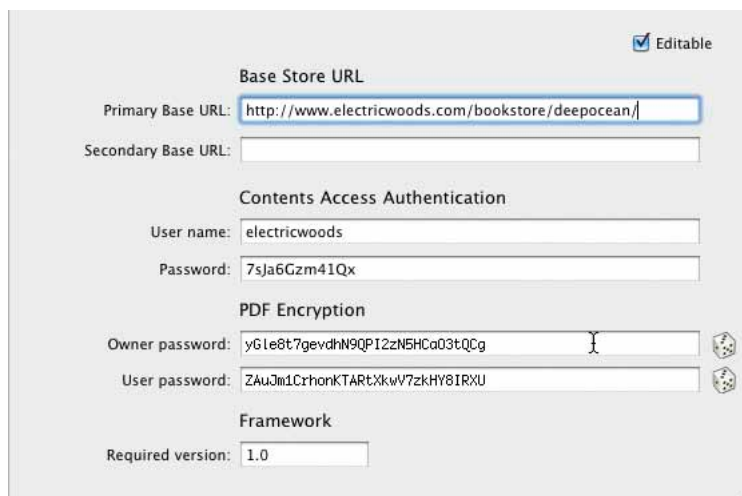 Editable
Base Store URL
Primary Base URL: http://www.electricwoods.com/bookstore/deepocean/
Secondary Base URL:
Contents Access Authentication
User name: electricwoods
Password: 7sJa6Gzm41Qx
PDF Encryption
Owner password: yGle8t7gevdhN9QPI2zN5HCaO3tQCg
User password: ZAuJm1CrhonKTARtXkwV7zkHY8IRXU
Framework
Required version: 1.0